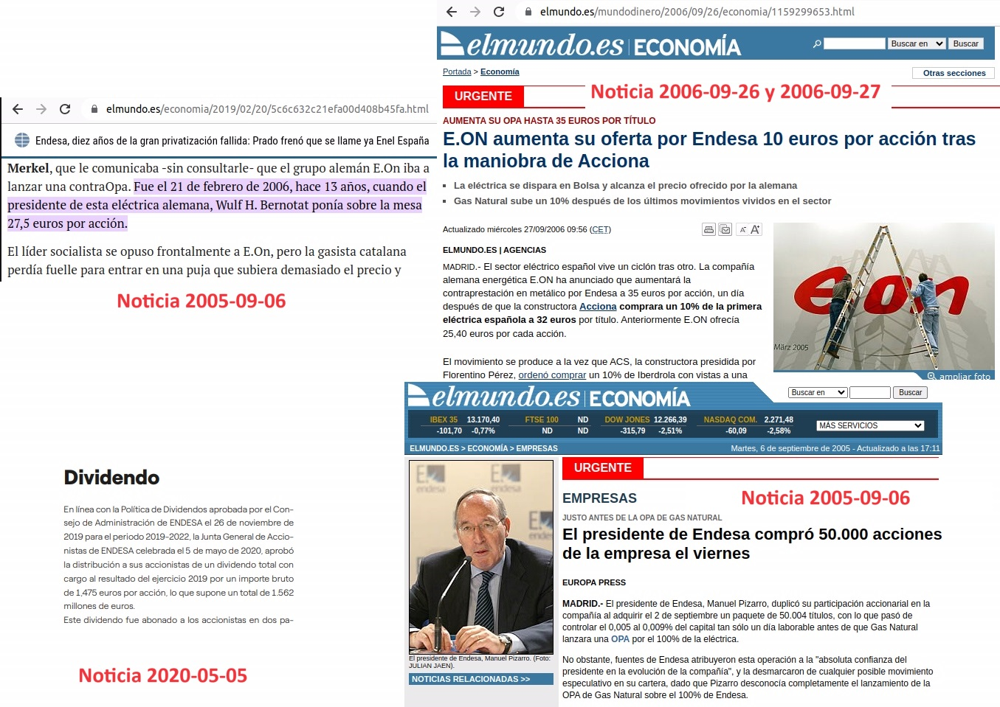 elmundo.es/mundodinero/2006/09/26/economia/1159299653.html
elmundo.es ECONOMÍA
Buscar en
Buscar
Portada > Economía
Otras secciones
URGENTE
Noticia 2006-09-26 y 2006-09-27
AUMENTA SU OPA HASTA 35 EUROS POR TÍTULO
E.ON aumenta su oferta por Endesa 10 euros por acción tras
la maniobra de Acciona
La eléctrica se dispara en Bolsa y alcanza el precio ofrecido por la alemana
Gas Natural sube un 10% después de los últimos movimientos vividos en el sector
Actualizado miércoles 27/09/2006 09:56 (CET)
A- A+
ELMUNDO.ES | AGENCIAS
MADRID.- El sector eléctrico español vive un ciclón tras otro. La compañía
alemana energética E.ON ha anunciado que aumentará la
contraprestación en metálico por Endesa a 35 euros por acción, un día
después de que la constructora Acciona comprara un 10% de la primera
eléctrica española a 32 euros por título. Anteriormente E.ON ofrecía
25,40 euros por cada acción.
El movimiento se produce a la vez que ACS, la constructora presidida por
Florentino Pérez, ordenó comprar un 10% de Iberdrola con vistas a una
e·on
März 2005
ampliar foto
elmundo.es/economia/2019/02/20/5c6c632c21efa00d408b45fa.html
Endesa, diez años de la gran privatización fallida: Prado frenó que se llame ya Enel España
Merkel, que le comunicaba -sin consultarle- que el grupo alemán E.On iba a
lanzar una contraOpa. Fue el 21 de febrero de 2006, hace 13 años, cuando el
presidente de esta eléctrica alemana, Wulf H. Bernotat ponía sobre la mesa
27,5 euros por acción.
El líder socialista se opuso frontalmente a E.On, pero la gasista catalana
perdía fuelle para entrar en una puja que subiera demasiado el precio y
Noticia 2005-09-06
Dividendo
En línea con la Política de Dividendos aprobada por el Con-
sejo de Administración de ENDESA el 26 de noviembre de
2019 para el periodo 2019-2022, la Junta General de Accio-
nistas de ENDESA celebrada el 5 de mayo de 2020, aprobó
la distribución a sus accionistas de un dividendo total con
cargo al resultado del ejercicio 2019 por un importe bruto
de 1,475 euros por acción, lo que supone un total de 1.562
millones de euros.
Este dividendo fue abonado a los accionistas en dos pa-
Noticia 2020-05-05
elmundo.es ECONOMÍA
Buscar en
Buscar
IBEX 35 13.170,40 FTSE 100 ND DOW JONES 12.266,39 NASDAQ COM. 2.271,48
-101,70 -0,77% ND ND -315,79 -2,51% -60,09 -2,58%
MÁS SERVICIOS
ELMUNDO.ES > ECONOMÍA > EMPRESAS
Martes, 6 de septiembre de 2005 - Actualizado a las 17:11
E. endesa
endesa
El presidente de Endesa, Manuel Pizarro. (Foto:
JULIAN JAEN).
NOTICIAS RELACIONADAS >>
URGENTE
EMPRESAS
Noticia 2005-09-06
JUSTO ANTES DE LA OPA DE GAS NATURAL
El presidente de Endesa compró 50.000 acciones
de la empresa el viernes
EUROPA PRESS
MADRID.- El presidente de Endesa, Manuel Pizarro, duplicó su participación accionarial en la
compañía al adquirir el 2 de septiembre un paquete de 50.004 títulos, con lo que pasó de
controlar el 0,005 al 0,009% del capital tan sólo un día laborable antes de que Gas Natural
lanzara una OPA por el 100% de la eléctrica.
No obstante, fuentes de Endesa atribuyeron esta operación a la "absoluta confianza del
presidente en la evolución de la compañía", y la desmarcaron de cualquier posible movimiento
especulativo en su cartera, dado que Pizarro desconocía completamente el lanzamiento de la
OPA de Gas Natural sobre el 100% de Endesa.